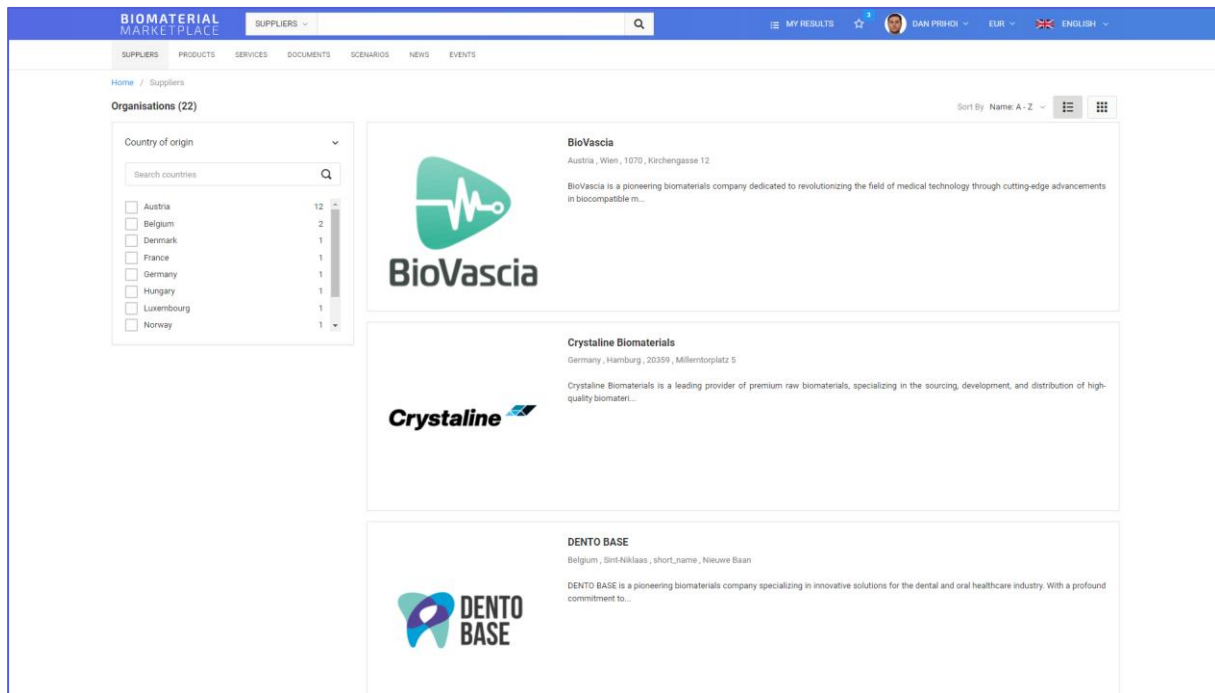 BIOMATERIAL
MARKETPLACE
SUPPLIERS
MY RESULTS
3
DAN PRIHOI
EUR
ENGLISH
SUPPLIERS PRODUCTS SERVICES DOCUMENTS SCENARIOS NEWS EVENTS
Home / Suppliers
Organisations (22)
Sort By Name: A - Z
Country of origin
Search countries
Austria 12
Belgium 2
Denmark 1
France 1
Germany 1
Hungary 1
Luxembourg 1
Norway 1
BioVascia
BioVascia
Austria , Wien , 1070 , Kirchengasse 12
BioVascia is a pioneering biomaterials company dedicated to revolutionizing the field of medical technology through cutting-edge advancements
in biocompatible m...
Crystaline
Crystaline Biomaterials
Germany , Hamburg , 20359 , Millerntorplatz 5
Crystaline Biomaterials is a leading provider of premium raw biomaterials, specializing in the sourcing, development, and distribution of high-
quality biomateri...
DENTO
BASE
DENTO BASE
Belgium , Sint-Niklaas , short_name , Nieuwe Baan
DENTO BASE is a pioneering biomaterials company specializing in innovative solutions for the dental and oral healthcare industry. With a profound
commitment to...